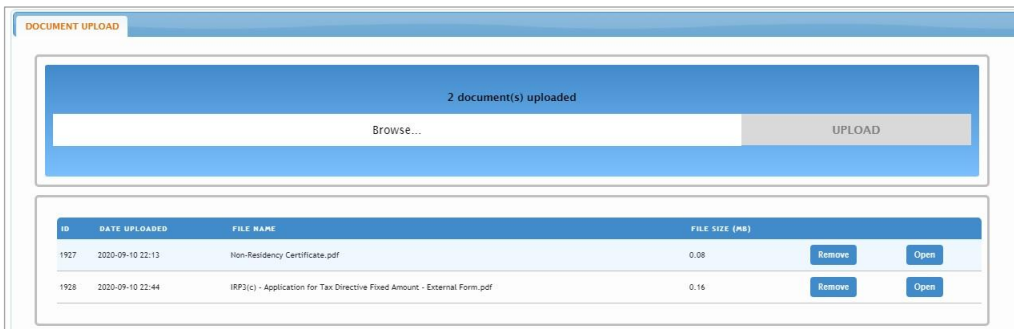 DOCUMENT UPLOAD
2 document(s) uploaded
Browse...
UPLOAD
ID DATE UPLOADED FILE NAME FILE SIZE (MB)
1927 2020-09-10 22:13 Non-Residency Certificate.pdf 0.08 Remove Open
1928 2020-09-10 22:44 IRP3(c) - Application for Tax Directive Fixed Amount - External Form.pdf 0.16 Remove Open